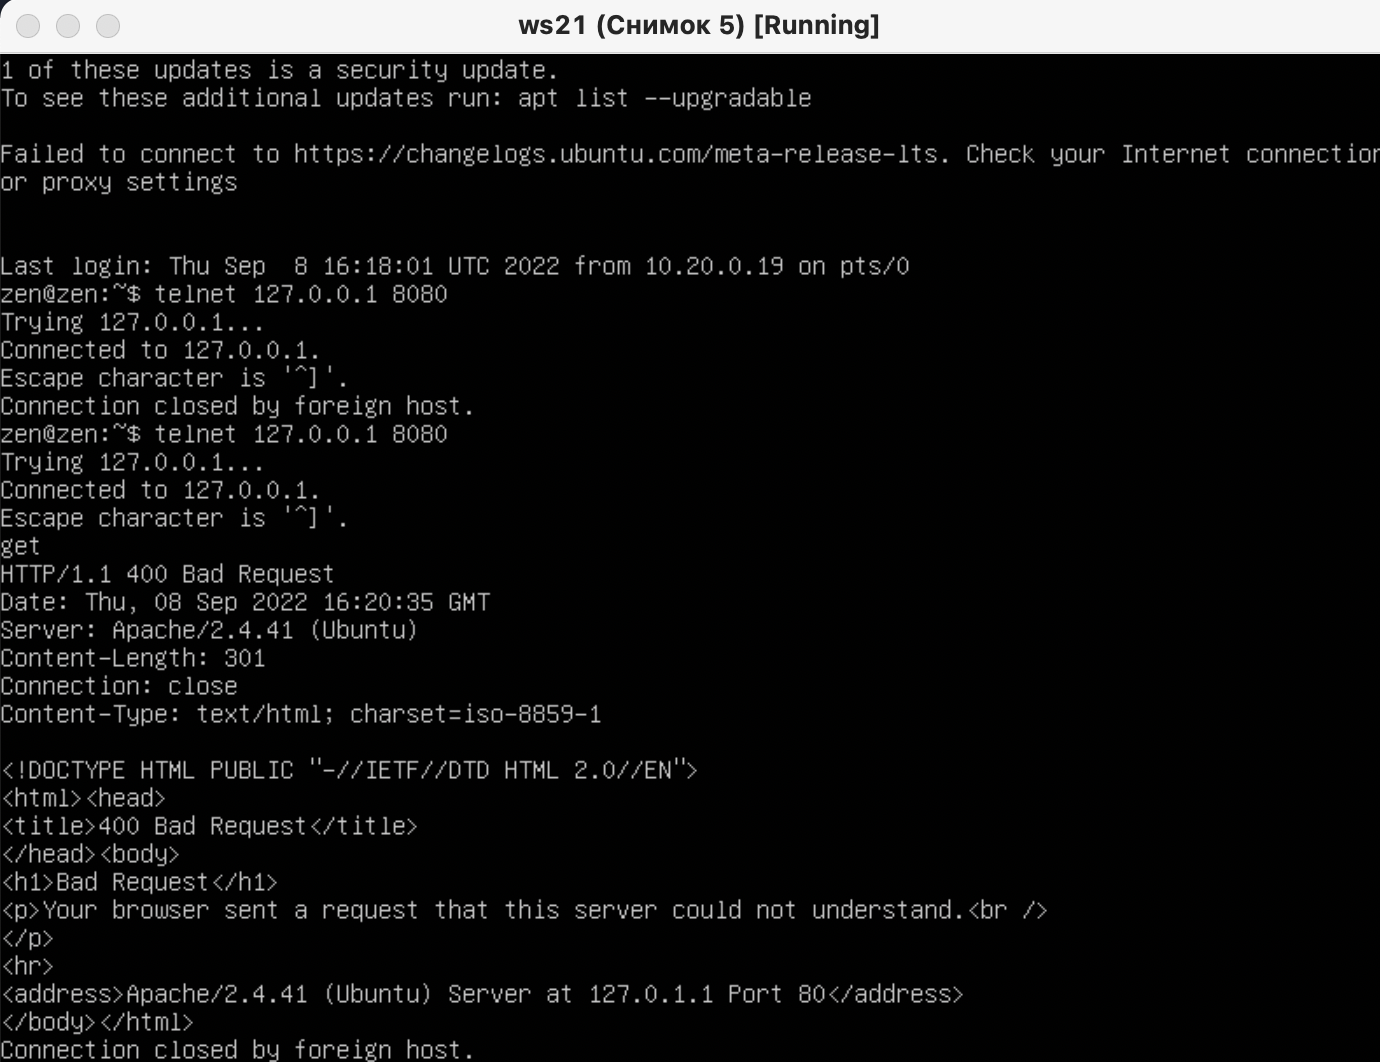 ws21 (Снимок 5) [Running]
1 of these updates is a security update.
To see these additional updates run: apt list --upgradable
Failed to connect to https://changelogs.ubuntu.com/meta-release-lts. Check your Internet connection
or proxy settings
Last login: Thu Sep  8 16:18:01 UTC 2022 from 10.20.0.19 on pts/0
zen@zen:~$ telnet 127.0.0.1 8080
Trying 127.0.0.1...
Connected to 127.0.0.1.
Escape character is '^]'.
Connection closed by foreign host.
zen@zen:~$ telnet 127.0.0.1 8080
Trying 127.0.0.1...
Connected to 127.0.0.1.
Escape character is '^]'.
get
HTTP/1.1 400 Bad Request
Date: Thu, 08 Sep 2022 16:20:35 GMT
Server: Apache/2.4.41 (Ubuntu)
Content-Length: 301
Connection: close
Content-Type: text/html; charset=iso-8859-1
<!DOCTYPE HTML PUBLIC "-//IETF//DTD HTML 2.0//EN">
<html><head>
<title>400 Bad Request</title>
</head><body>
<h1>Bad Request</h1>
<p>Your browser sent a request that this server could not understand.<br />
</p>
<hr>
<address>Apache/2.4.41 (Ubuntu) Server at 127.0.1.1 Port 80</address>
</body></html>
Connection closed by foreign host.